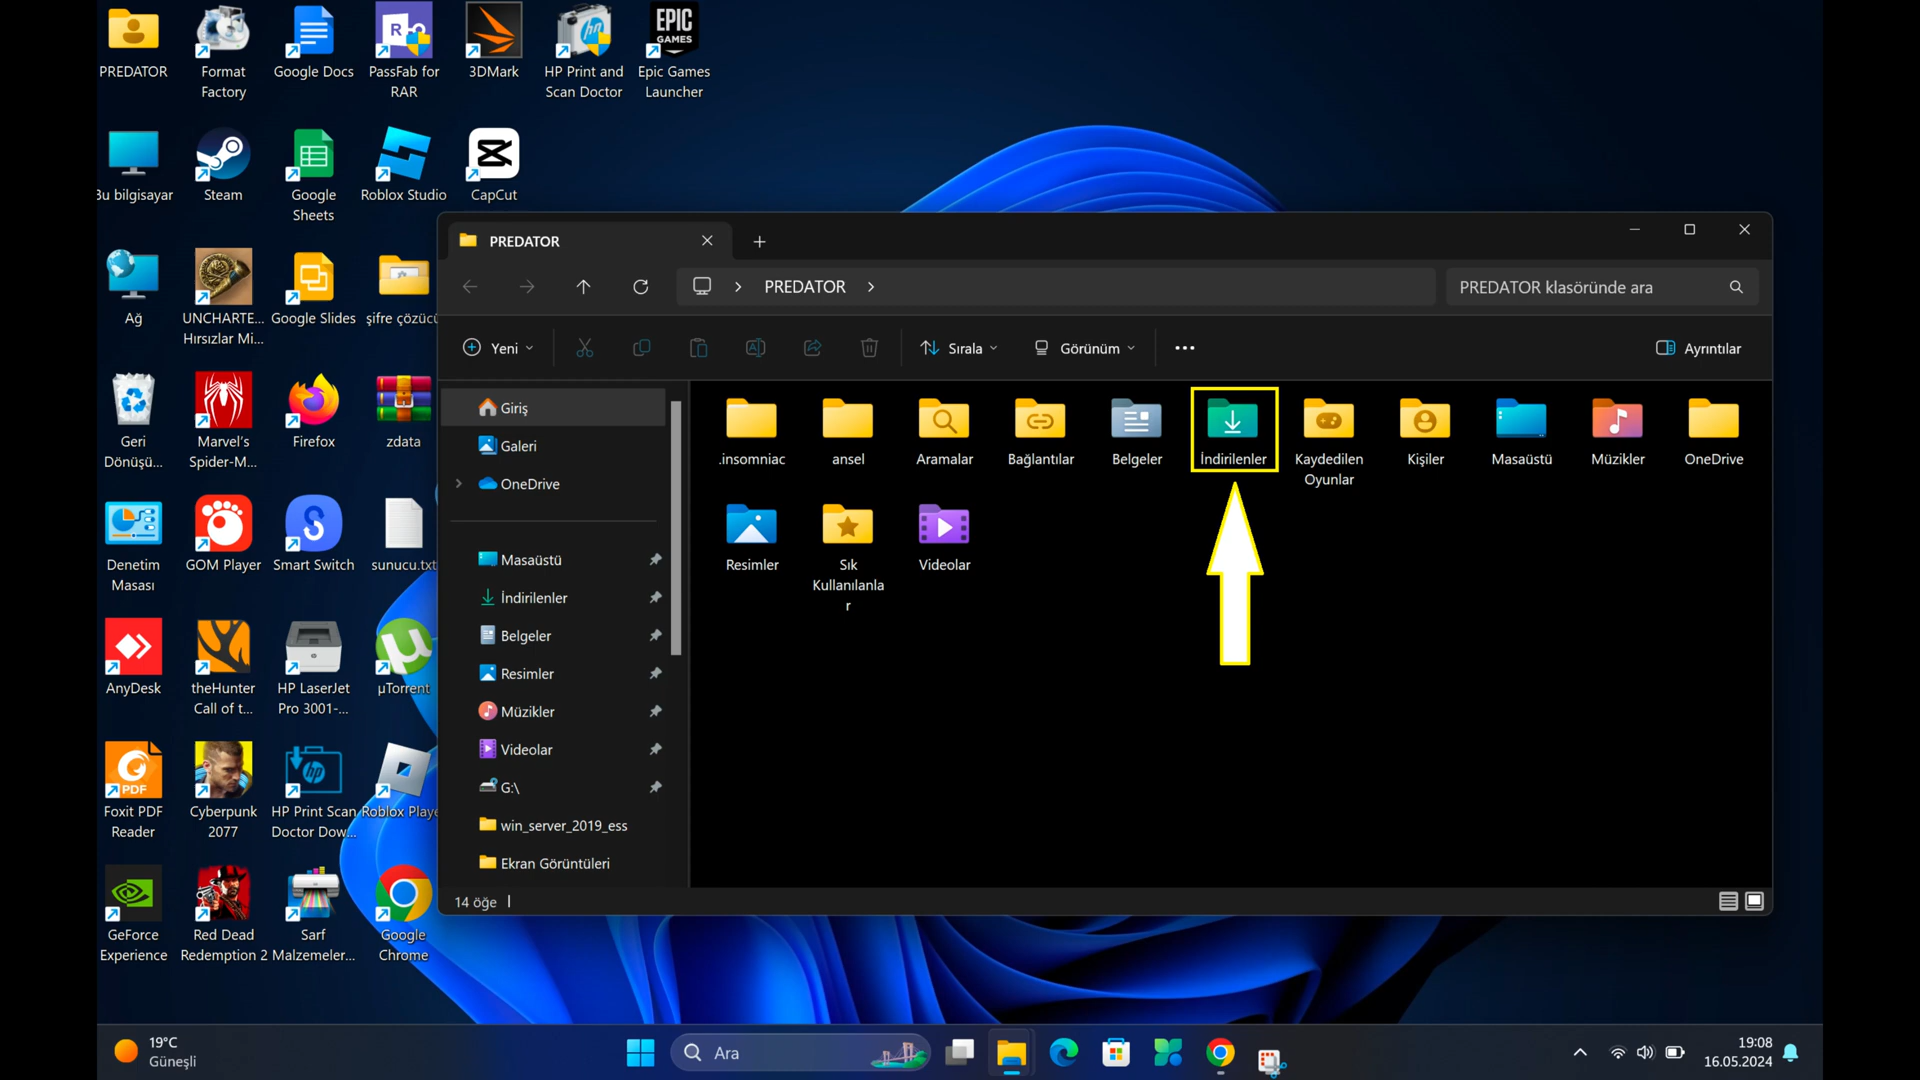 PREDATOR
Format
Factory
Google Docs
PassFab for
RAR
3DMark
HP Print and
Scan Doctor
EPIC
GAMES
Epic Games
Launcher
Bu bilgisayar
Steam
Google
Sheets
Roblox Studio
CapCut
Ağ
UNCHARTE...
Hırsızlar Mi...
Google Slides
şifre çözücü
Geri
Dönüşü...
Marvel's
Spider-M...
Firefox
zdata
Denetim
Masası
GOM Player
Smart Switch
sunucu.txt
AnyDesk
theHunter
Call of t...
HP LaserJet
Pro 3001-...
µTorrent
PDF
Foxit PDF
Reader
Cyberpunk
2077
HP Print Scan
Doctor Dow...
Roblox Playe
GeForce
Experience
Red Dead
Redemption 2
Sarf
Malzemeler...
Google
Chrome
PREDATOR
PREDATOR
PREDATOR klasöründe ara
Yeni
Sırala
Görünüm
Ayrıntılar
Giriş
Galeri
OneDrive
Masaüstü
İndirilenler
Belgeler
Resimler
Müzikler
Videolar
G:\
win_server_2019_ess
Ekran Görüntüleri
.insomniac
ansel
Aramalar
Bağlantılar
Belgeler
İndirilenler
Kaydedilen
Oyunlar
Kişiler
Masaüstü
Müzikler
OneDrive
Resimler
Sık
Kullanılanla
r
Videolar
14 öğe
19°C
Güneşli
Ara
19:08
16.05.2024